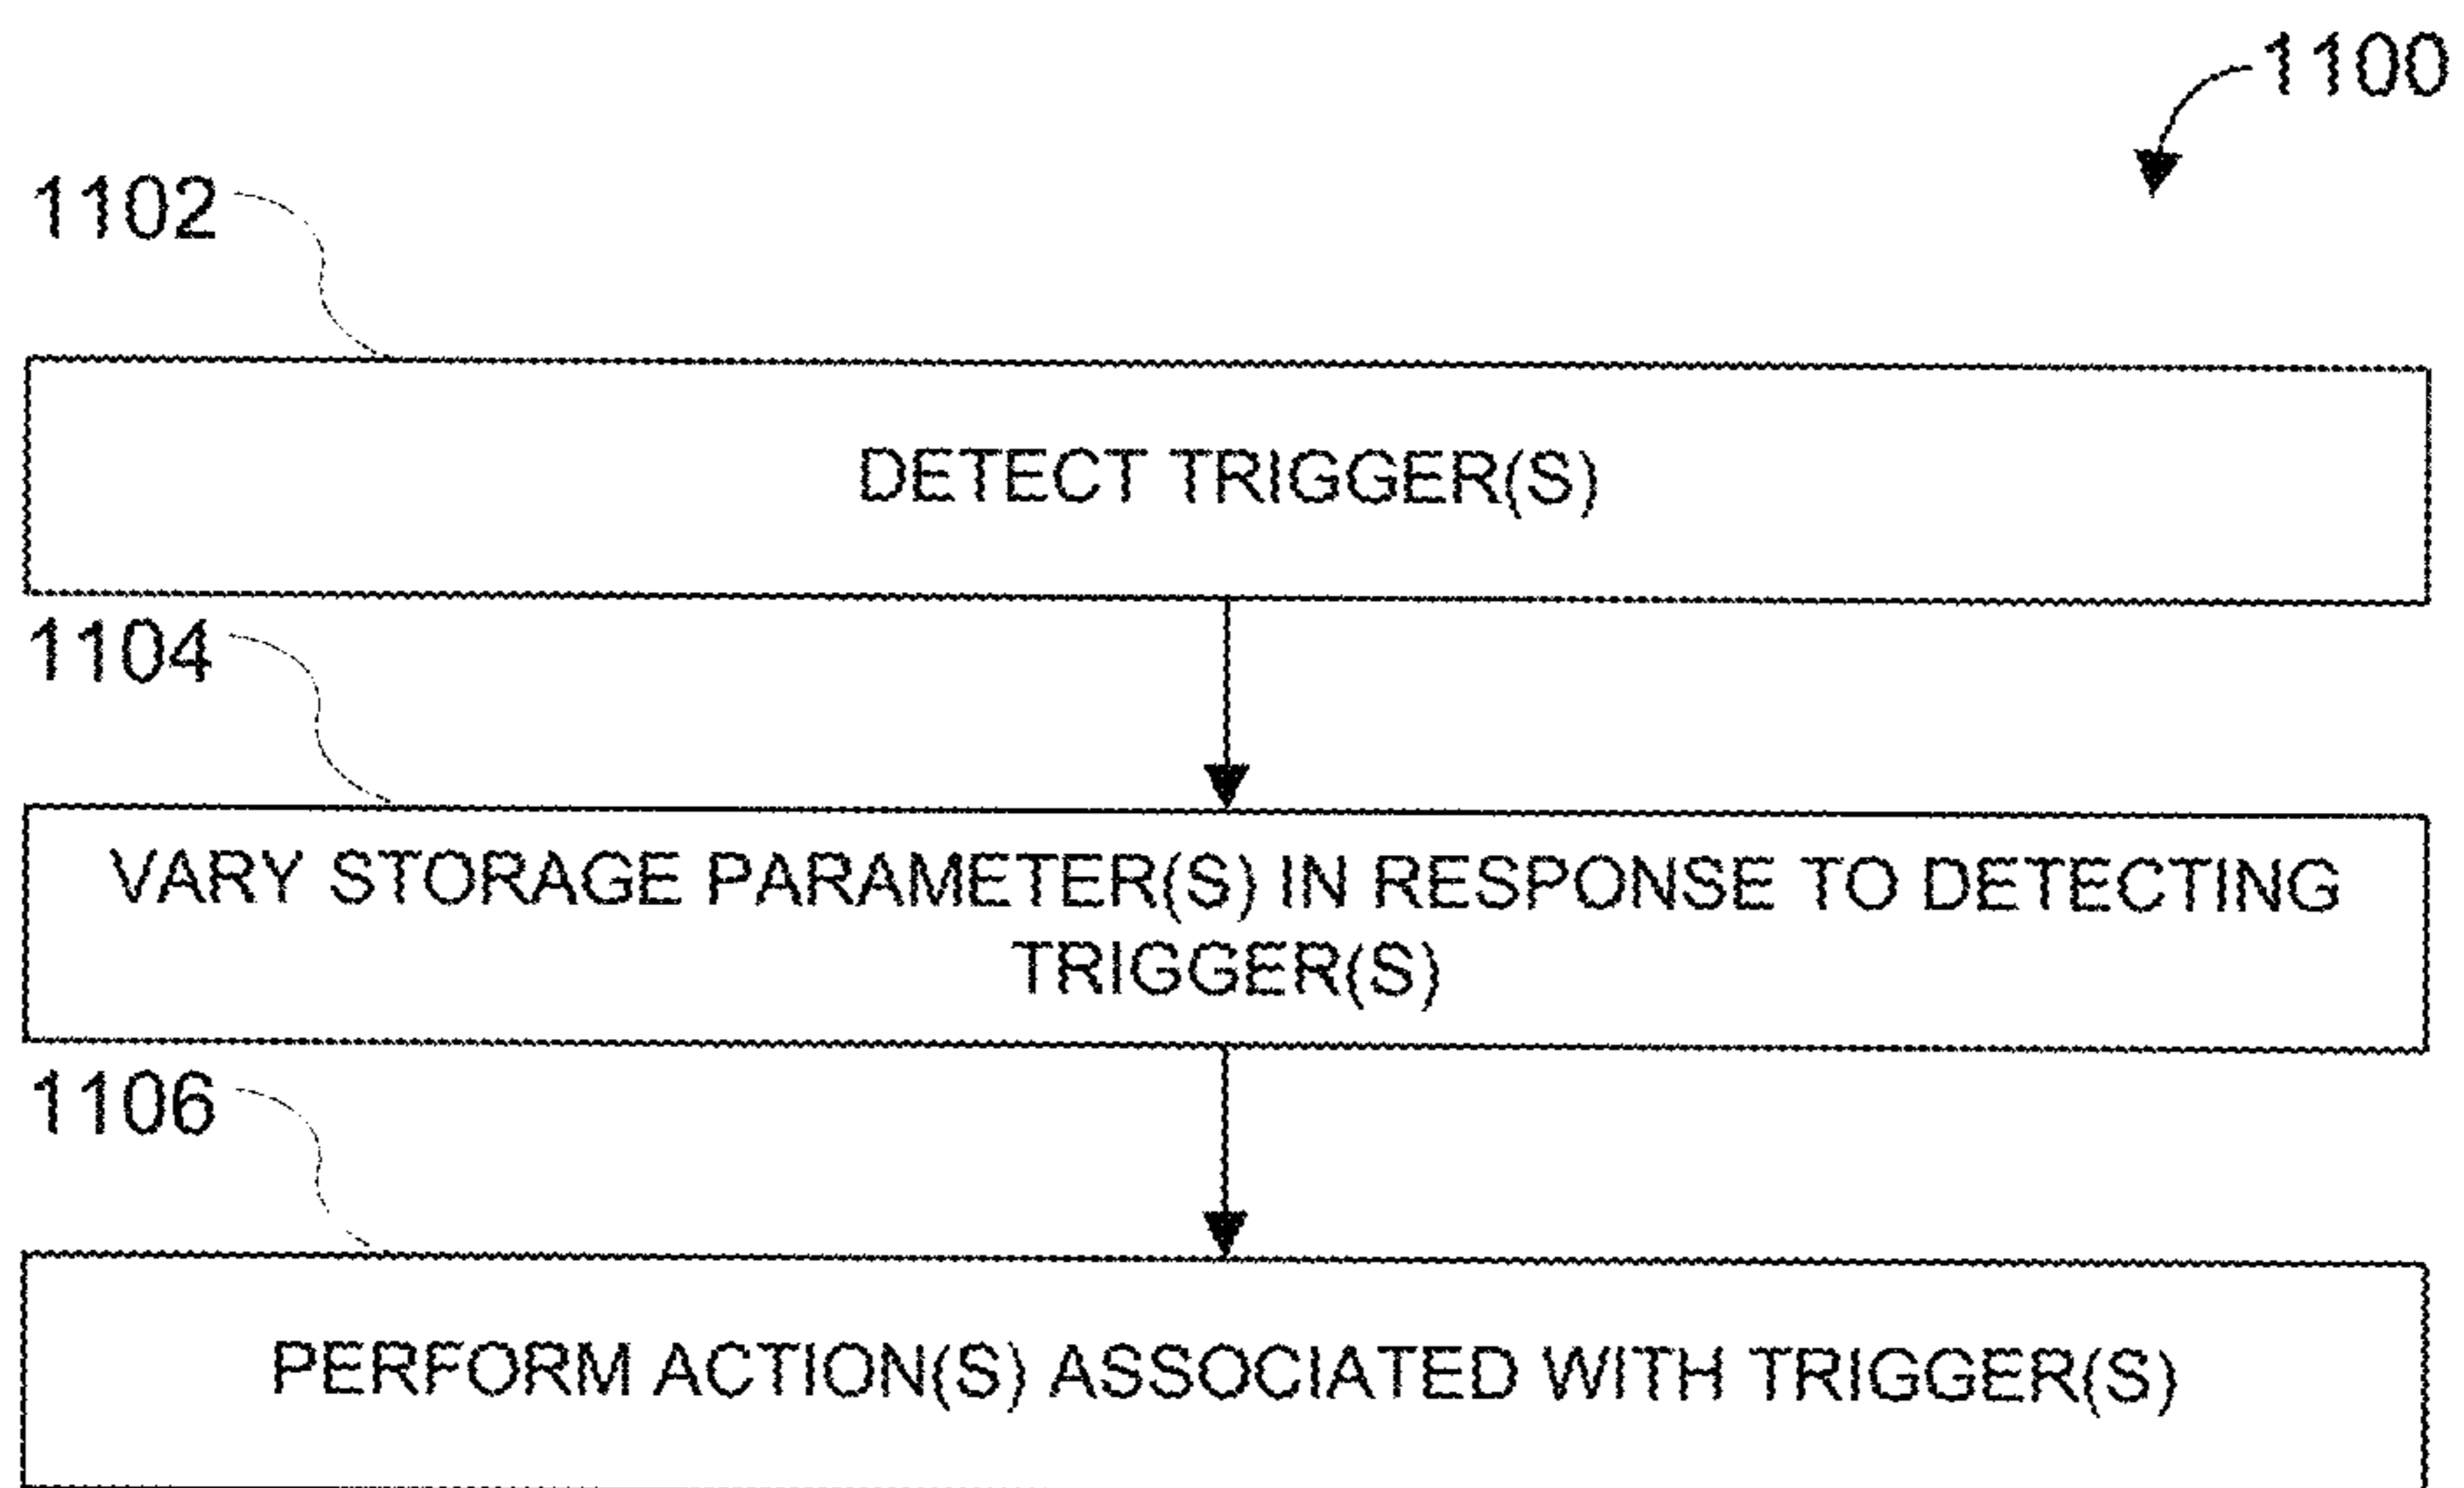 1100
1102
DETECT TRIGGER(S)
1104
VARY STORAGE PARAMETER(S) IN RESPONSE TO DETECTING
TRIGGER(S)
1106
PERFORM ACTION(S) ASSOCIATED WITH TRIGGER(S)